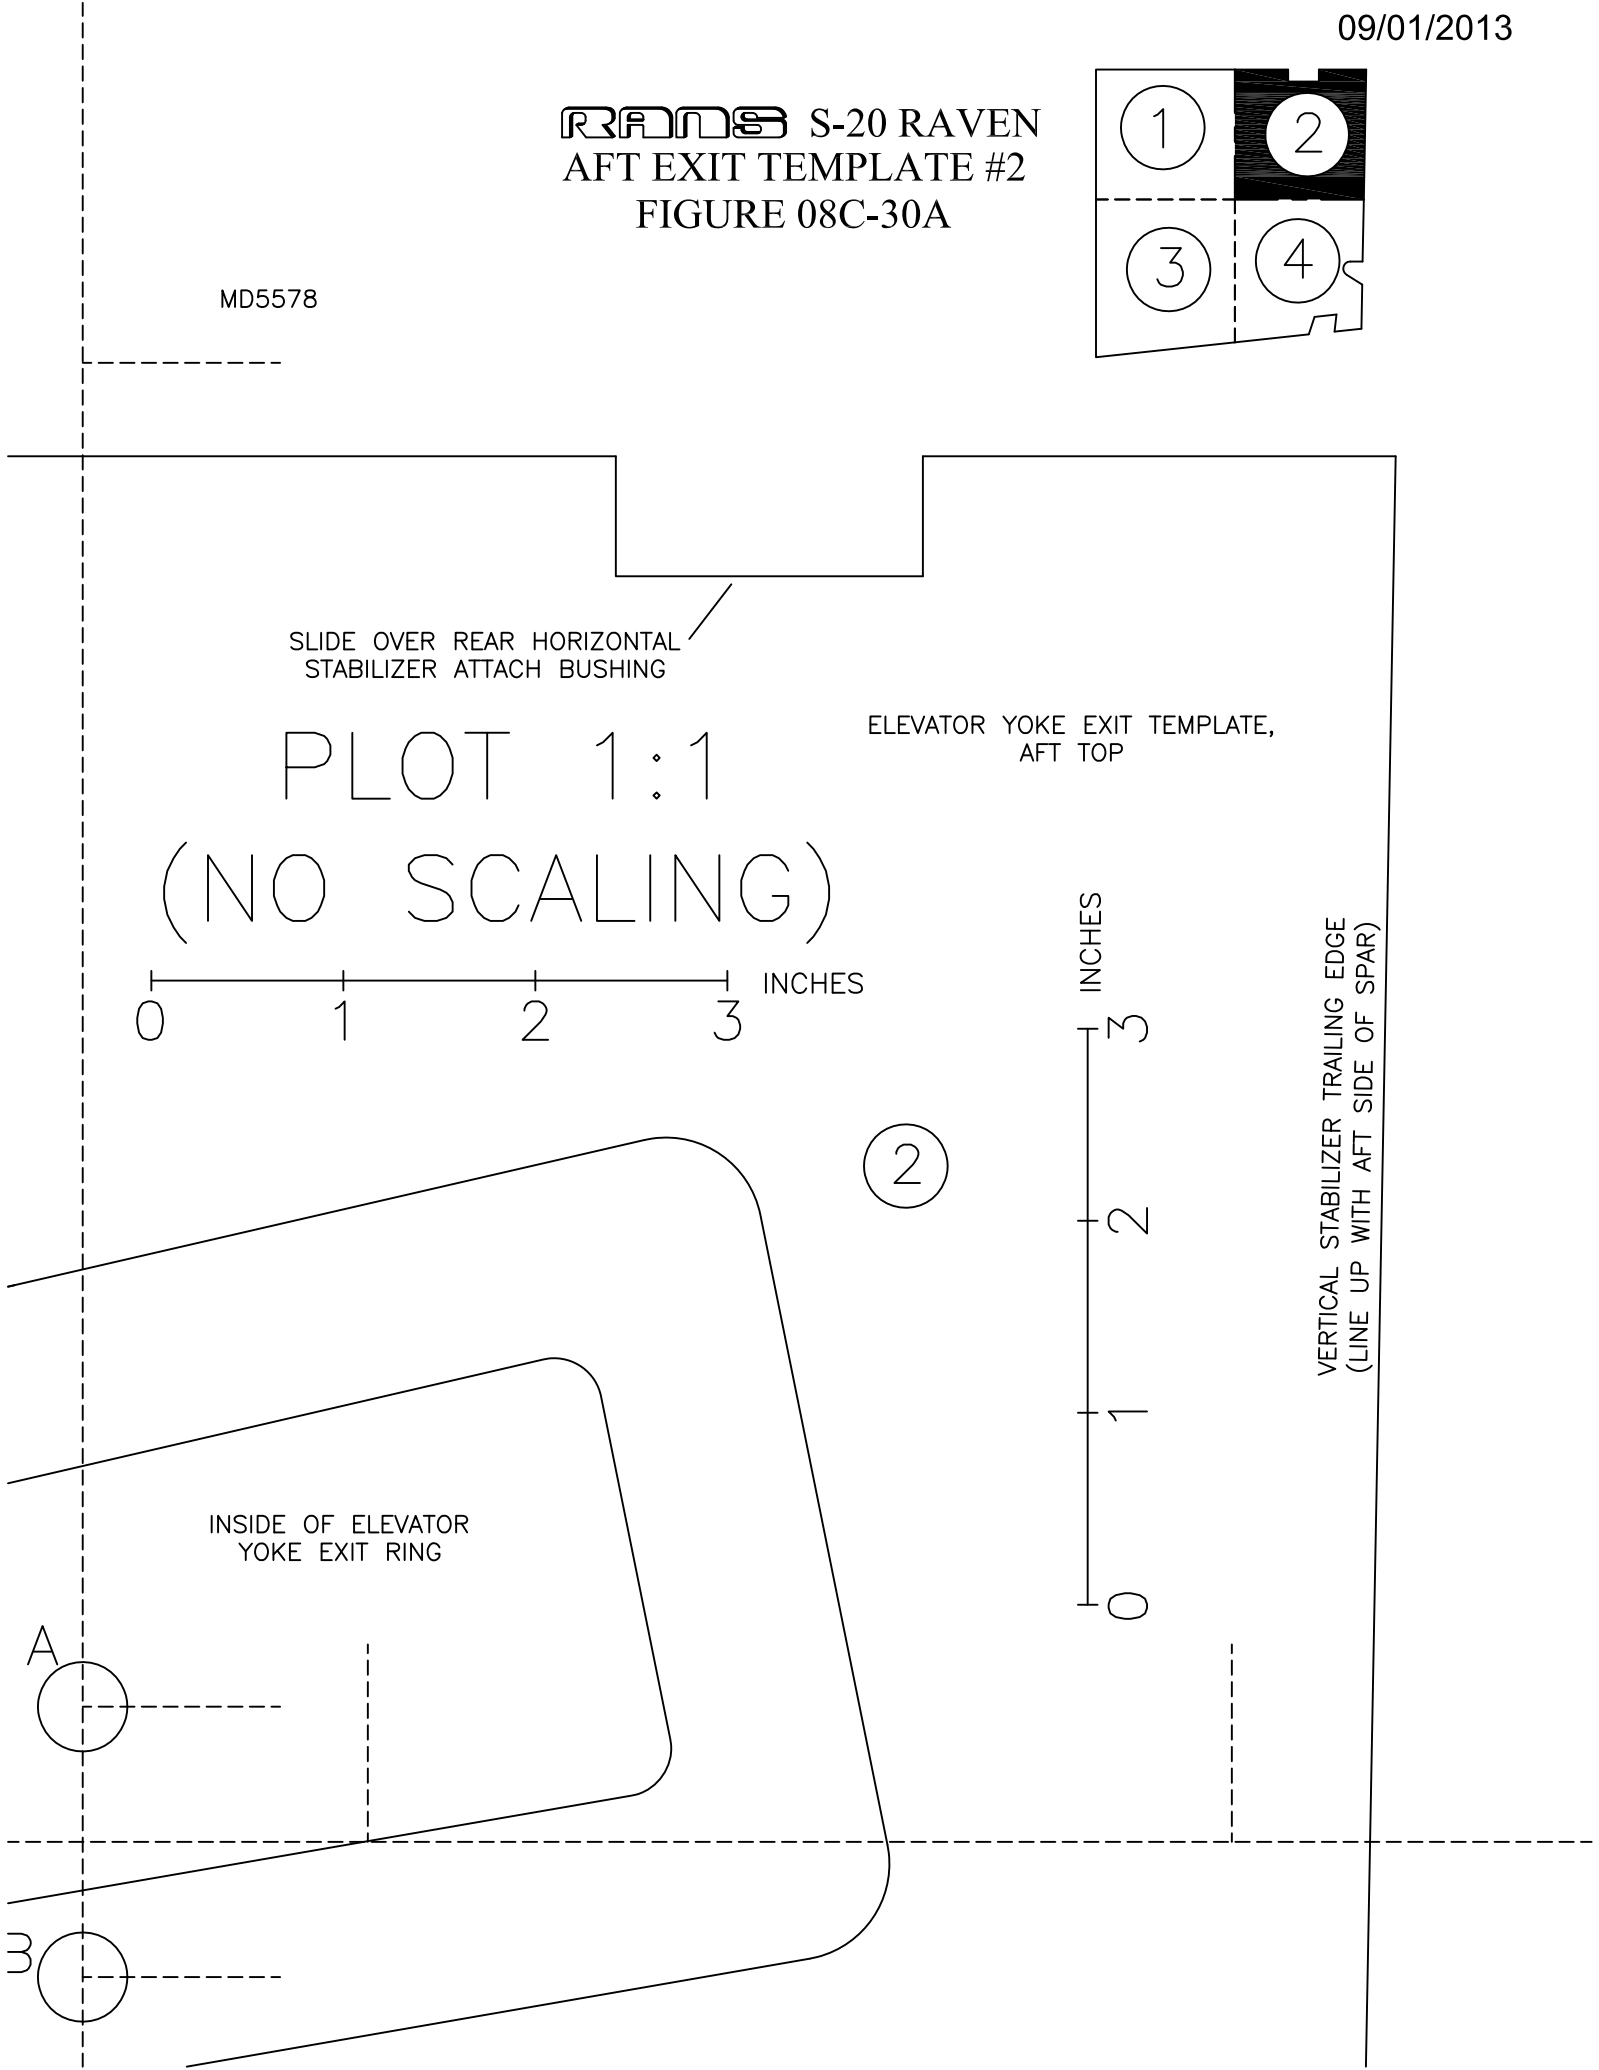 09/01/2013
RANS S-20 RAVEN
AFT EXIT TEMPLATE #2
FIGURE 08C-30A
1
2
3
4
MD5578
SLIDE OVER REAR HORIZONTAL
STABILIZER ATTACH BUSHING
ELEVATOR YOKE EXIT TEMPLATE,
AFT TOP
PLOT 1:1
(NO SCALING)
INCHES
0 1 2 3
INCHES
3
2
1
0
VERTICAL STABILIZER TRAILING EDGE
(LINE UP WITH AFT SIDE OF SPAR)
2
INSIDE OF ELEVATOR
YOKE EXIT RING
A
B